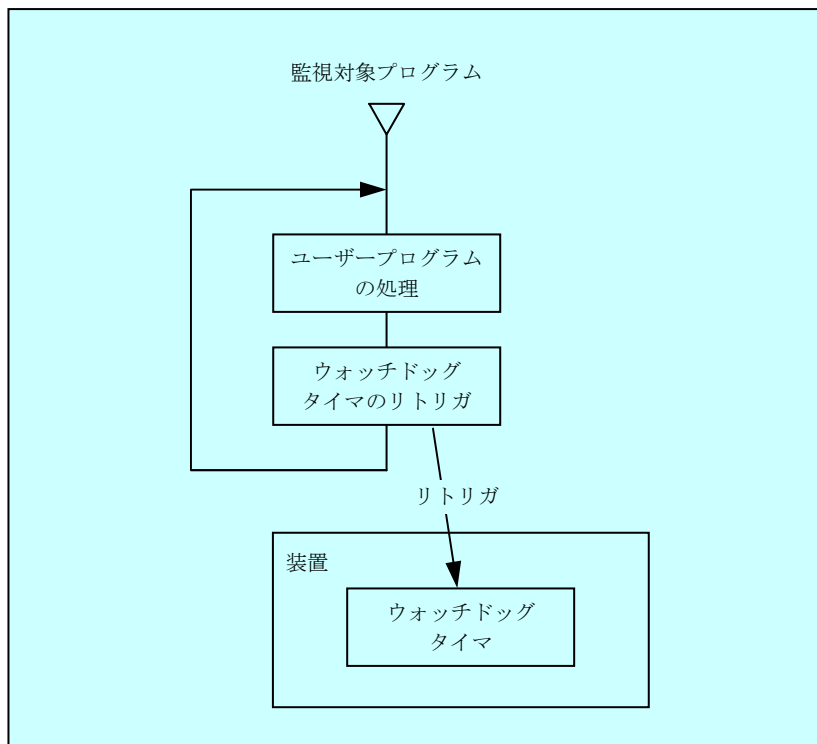 監視対象プログラム
ユーザープログラム
の処理
ウォッチドッグ
タイマのリトリガ
リトリガ
装置
ウォッチドッグ
タイマ